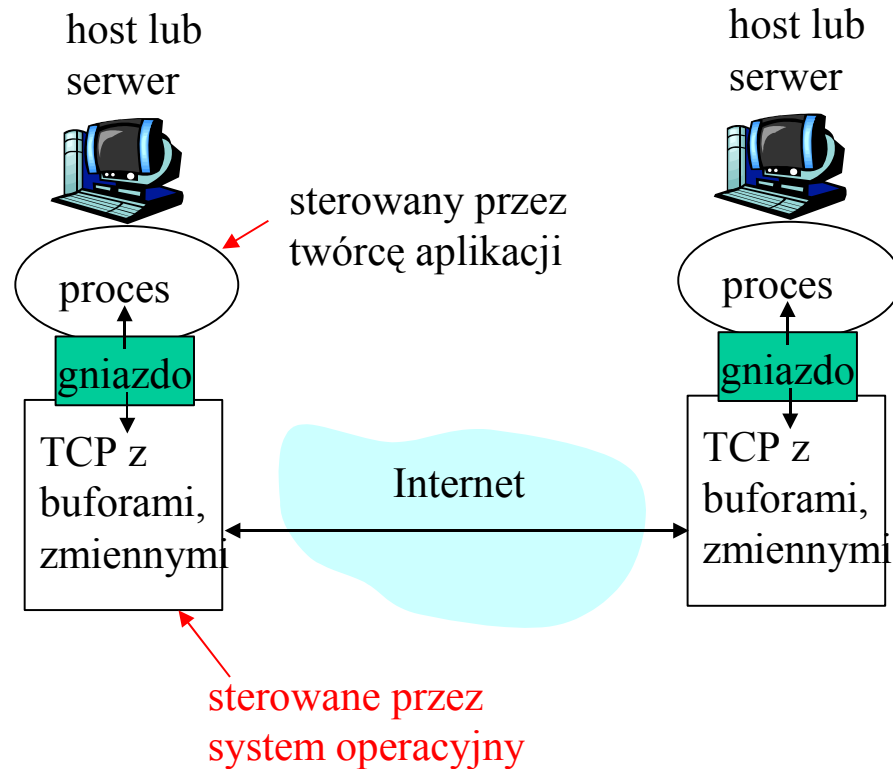 host lub
serwer
host lub
serwer
sterowany przez
twórcę aplikacji
proces
proces
gniazdo
gniazdo
TCP z
buforami,
zmiennymi
Internet
TCP z
buforami,
zmiennymi
sterowane przez
system operacyjny